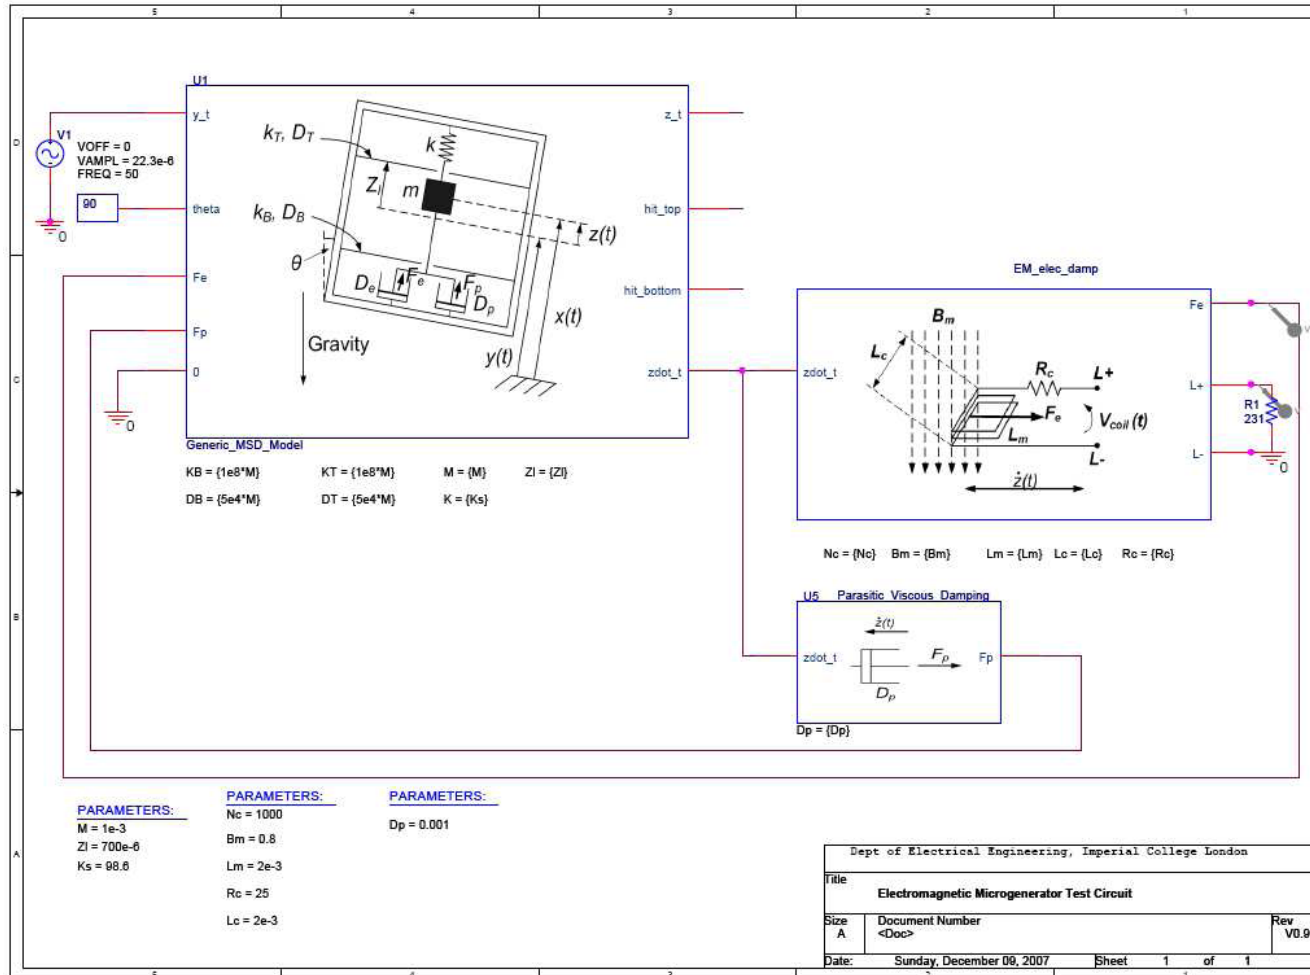 5 4 3 2 1
D
C
B
A
U1
y_t
theta
Fe
Fp
0
z_t
hit_top
hit_bottom
zdot_t
V1
VOFF = 0
VAMPL = 22.3e-6
FREQ = 50
0
90
0
k_T, D_T
k
Z_l
m
k_B, D_B
z(t)
θ
D_e
F_e
F_p
D_p
x(t)
y(t)
Gravity
Generic_MSD_Model
KB = {1e8*M} KT = {1e8*M} M = {M} Zl = {Zl}
DB = {5e4*M} DT = {5e4*M} K = {Ks}
EM_elec_damp
zdot_t
Fe
L+
L-
B_m
L_c
R_c
L+
F_e
V_coil (t)
L_m
L-
ż(t)
V
R1
231
0
Nc = {Nc} Bm = {Bm} Lm = {Lm} Lc = {Lc} Rc = {Rc}
U5 Parasitic_Viscous_Damping
zdot_t
ż(t)
F_p
Fp
D_p
Dp = {Dp}
PARAMETERS:
M = 1e-3
Zl = 700e-6
Ks = 98.6
PARAMETERS:
Nc = 1000
Bm = 0.8
Lm = 2e-3
Rc = 25
Lc = 2e-3
PARAMETERS:
Dp = 0.001
Dept of Electrical Engineering, Imperial College London
Title
Electromagnetic Microgenerator Test Circuit
Size
A
Document Number
<Doc>
Rev
V0.9
Date: Sunday, December 09, 2007 Sheet 1 of 1